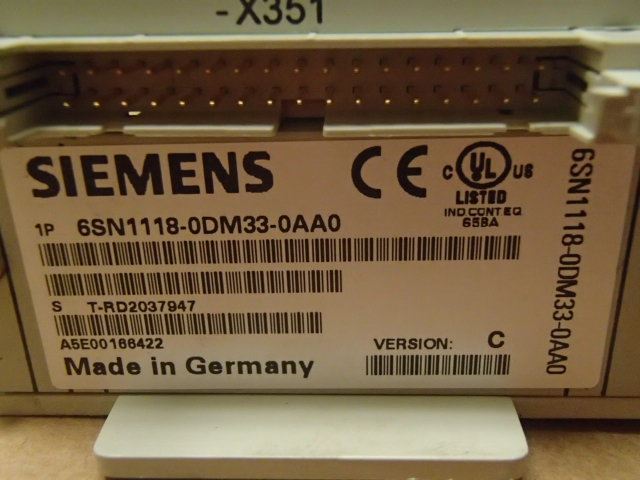 -X351
SIEMENS
CE
C UL US
LISTED
IND CONT EQ
65BA
1P 6SN1118-0DM33-0AA0
S T-RD2037947
A5E00166422
VERSION: C
Made in Germany
6SN1118-0DM33-0AA0